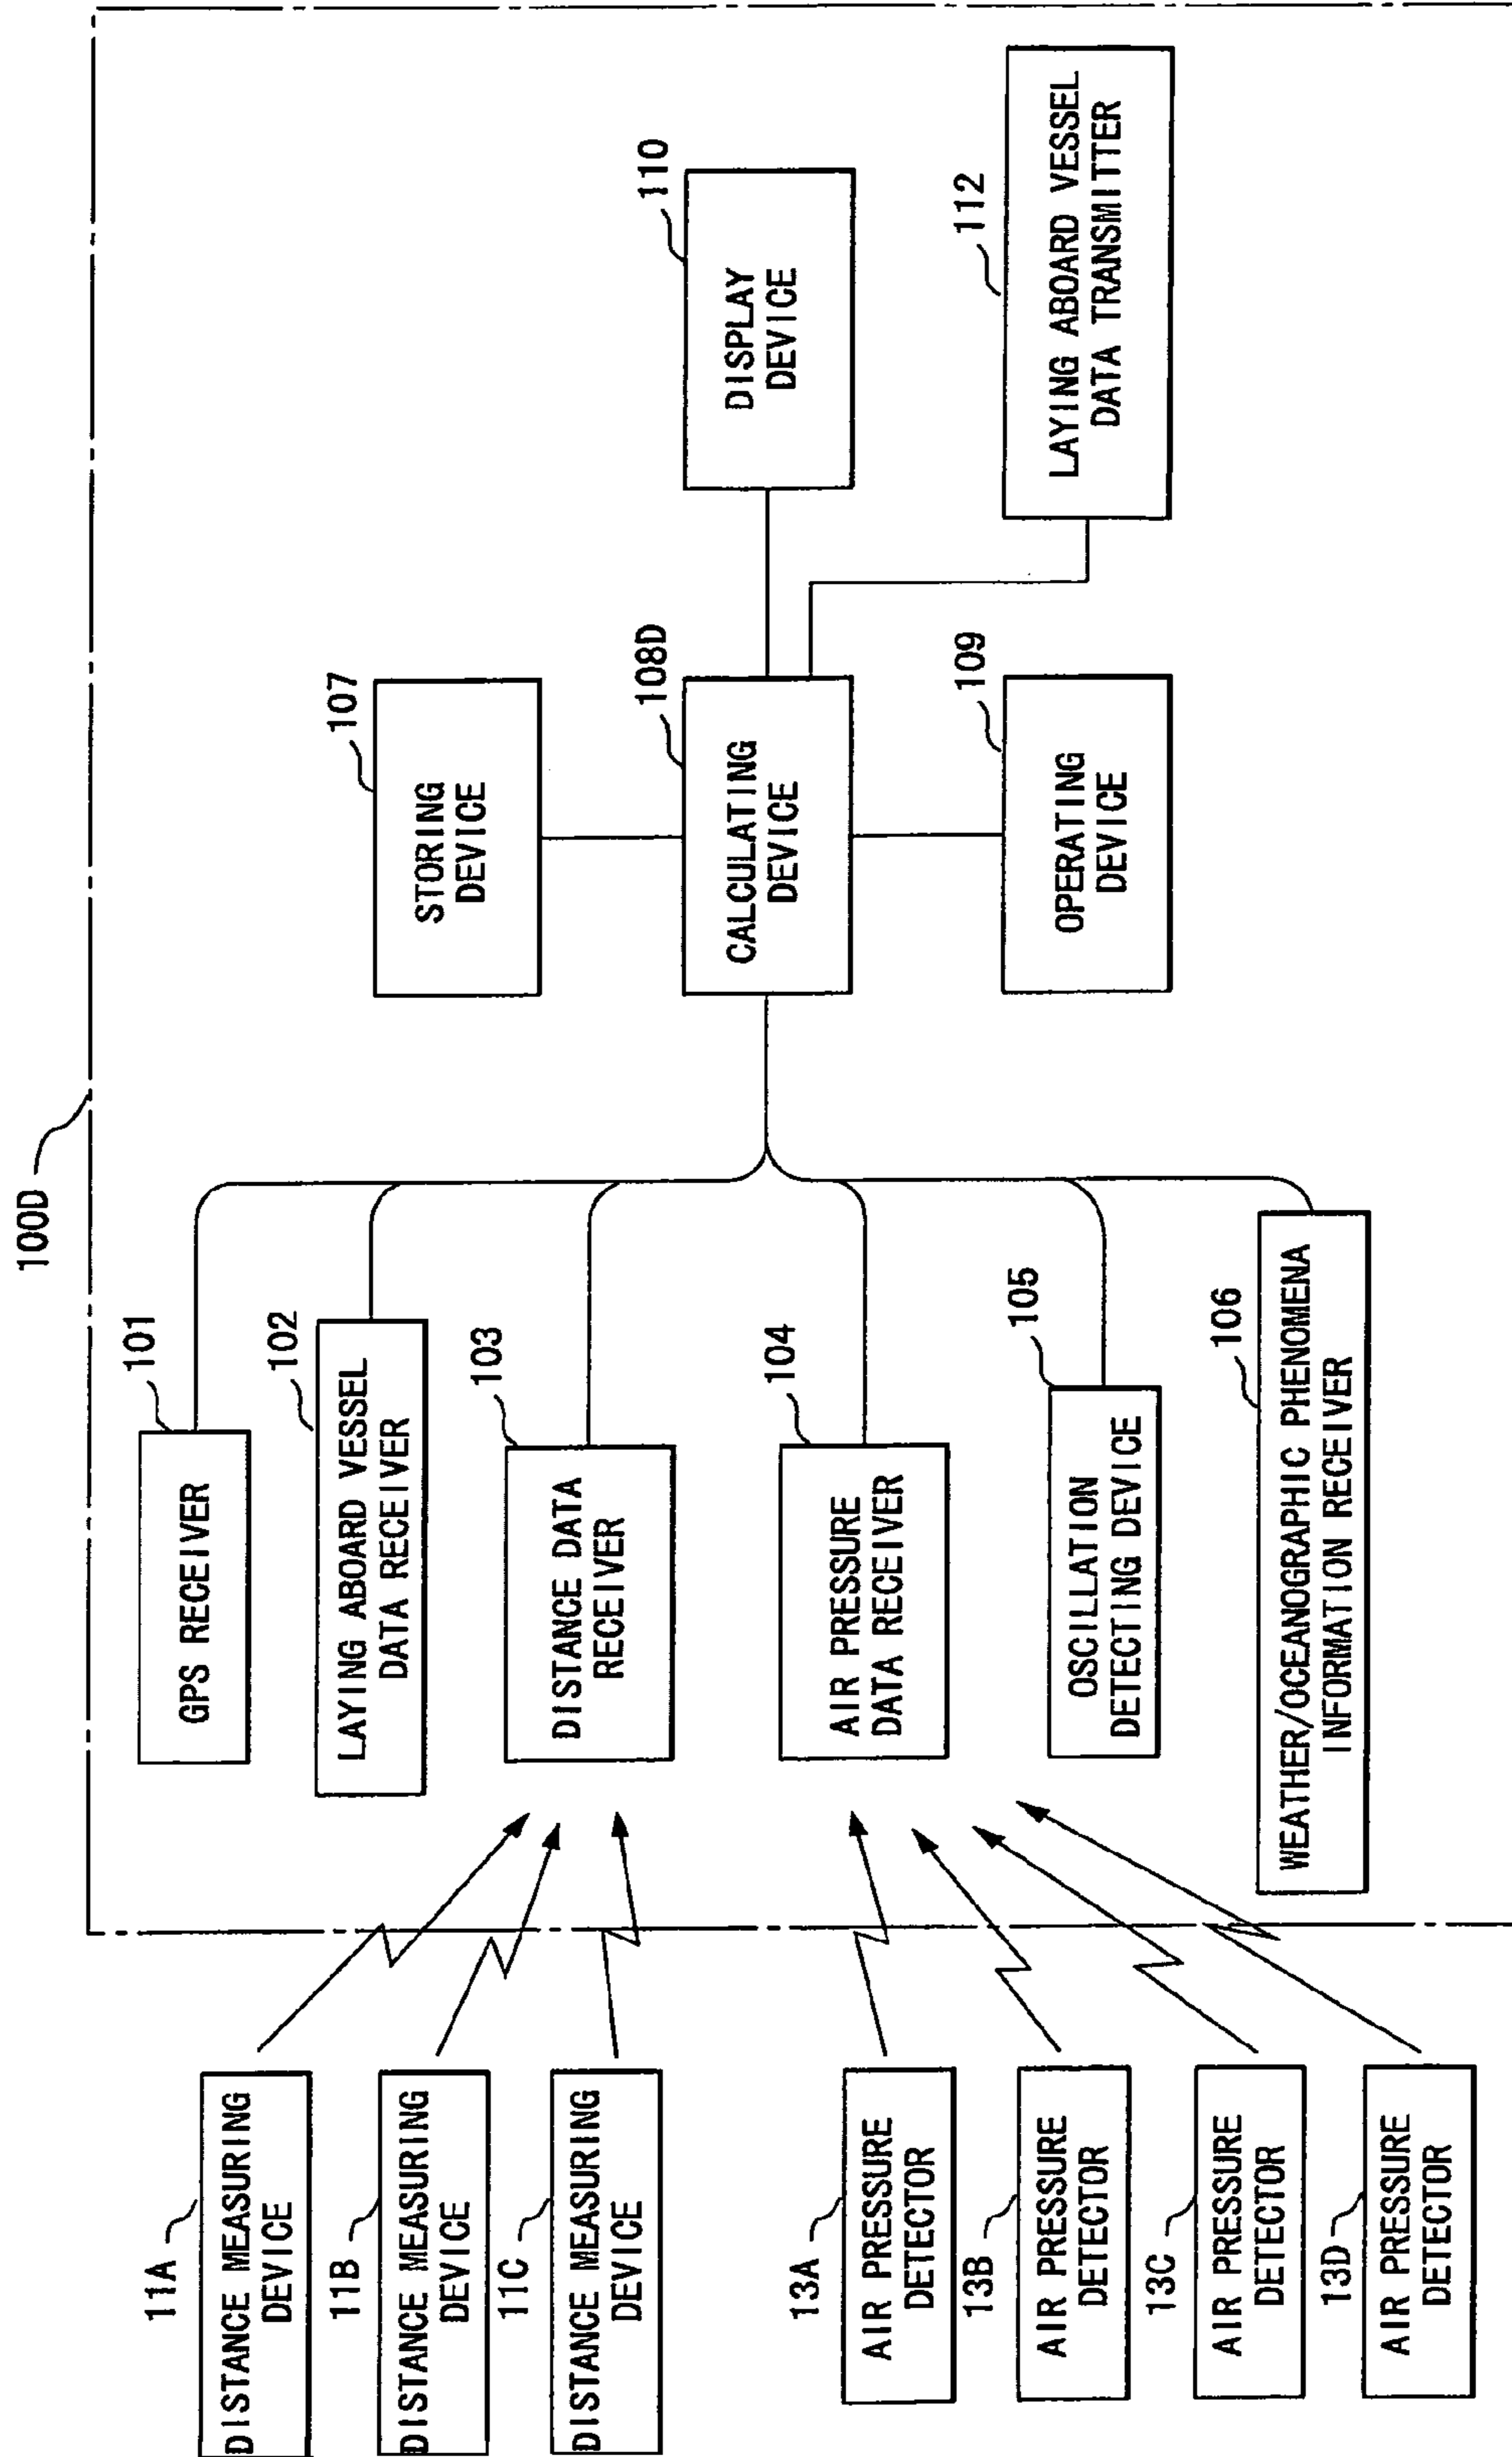 100D
11A
DISTANCE MEASURING
DEVICE
11B
DISTANCE MEASURING
DEVICE
11C
DISTANCE MEASURING
DEVICE
13A
AIR PRESSURE
DETECTOR
13B
AIR PRESSURE
DETECTOR
13C
AIR PRESSURE
DETECTOR
13D
AIR PRESSURE
DETECTOR
101
GPS RECEIVER
102
LAYING ABOARD VESSEL
DATA RECEIVER
103
DISTANCE DATA
RECEIVER
104
AIR PRESSURE
DATA RECEIVER
105
OSCILLATION
DETECTING DEVICE
106
WEATHER/OCEANOGRAPHIC PHENOMENA
INFORMATION RECEIVER
107
STORING
DEVICE
108D
CALCULATING
DEVICE
109
OPERATING
DEVICE
110
DISPLAY
DEVICE
112
LAYING ABOARD VESSEL
DATA TRANSMITTER